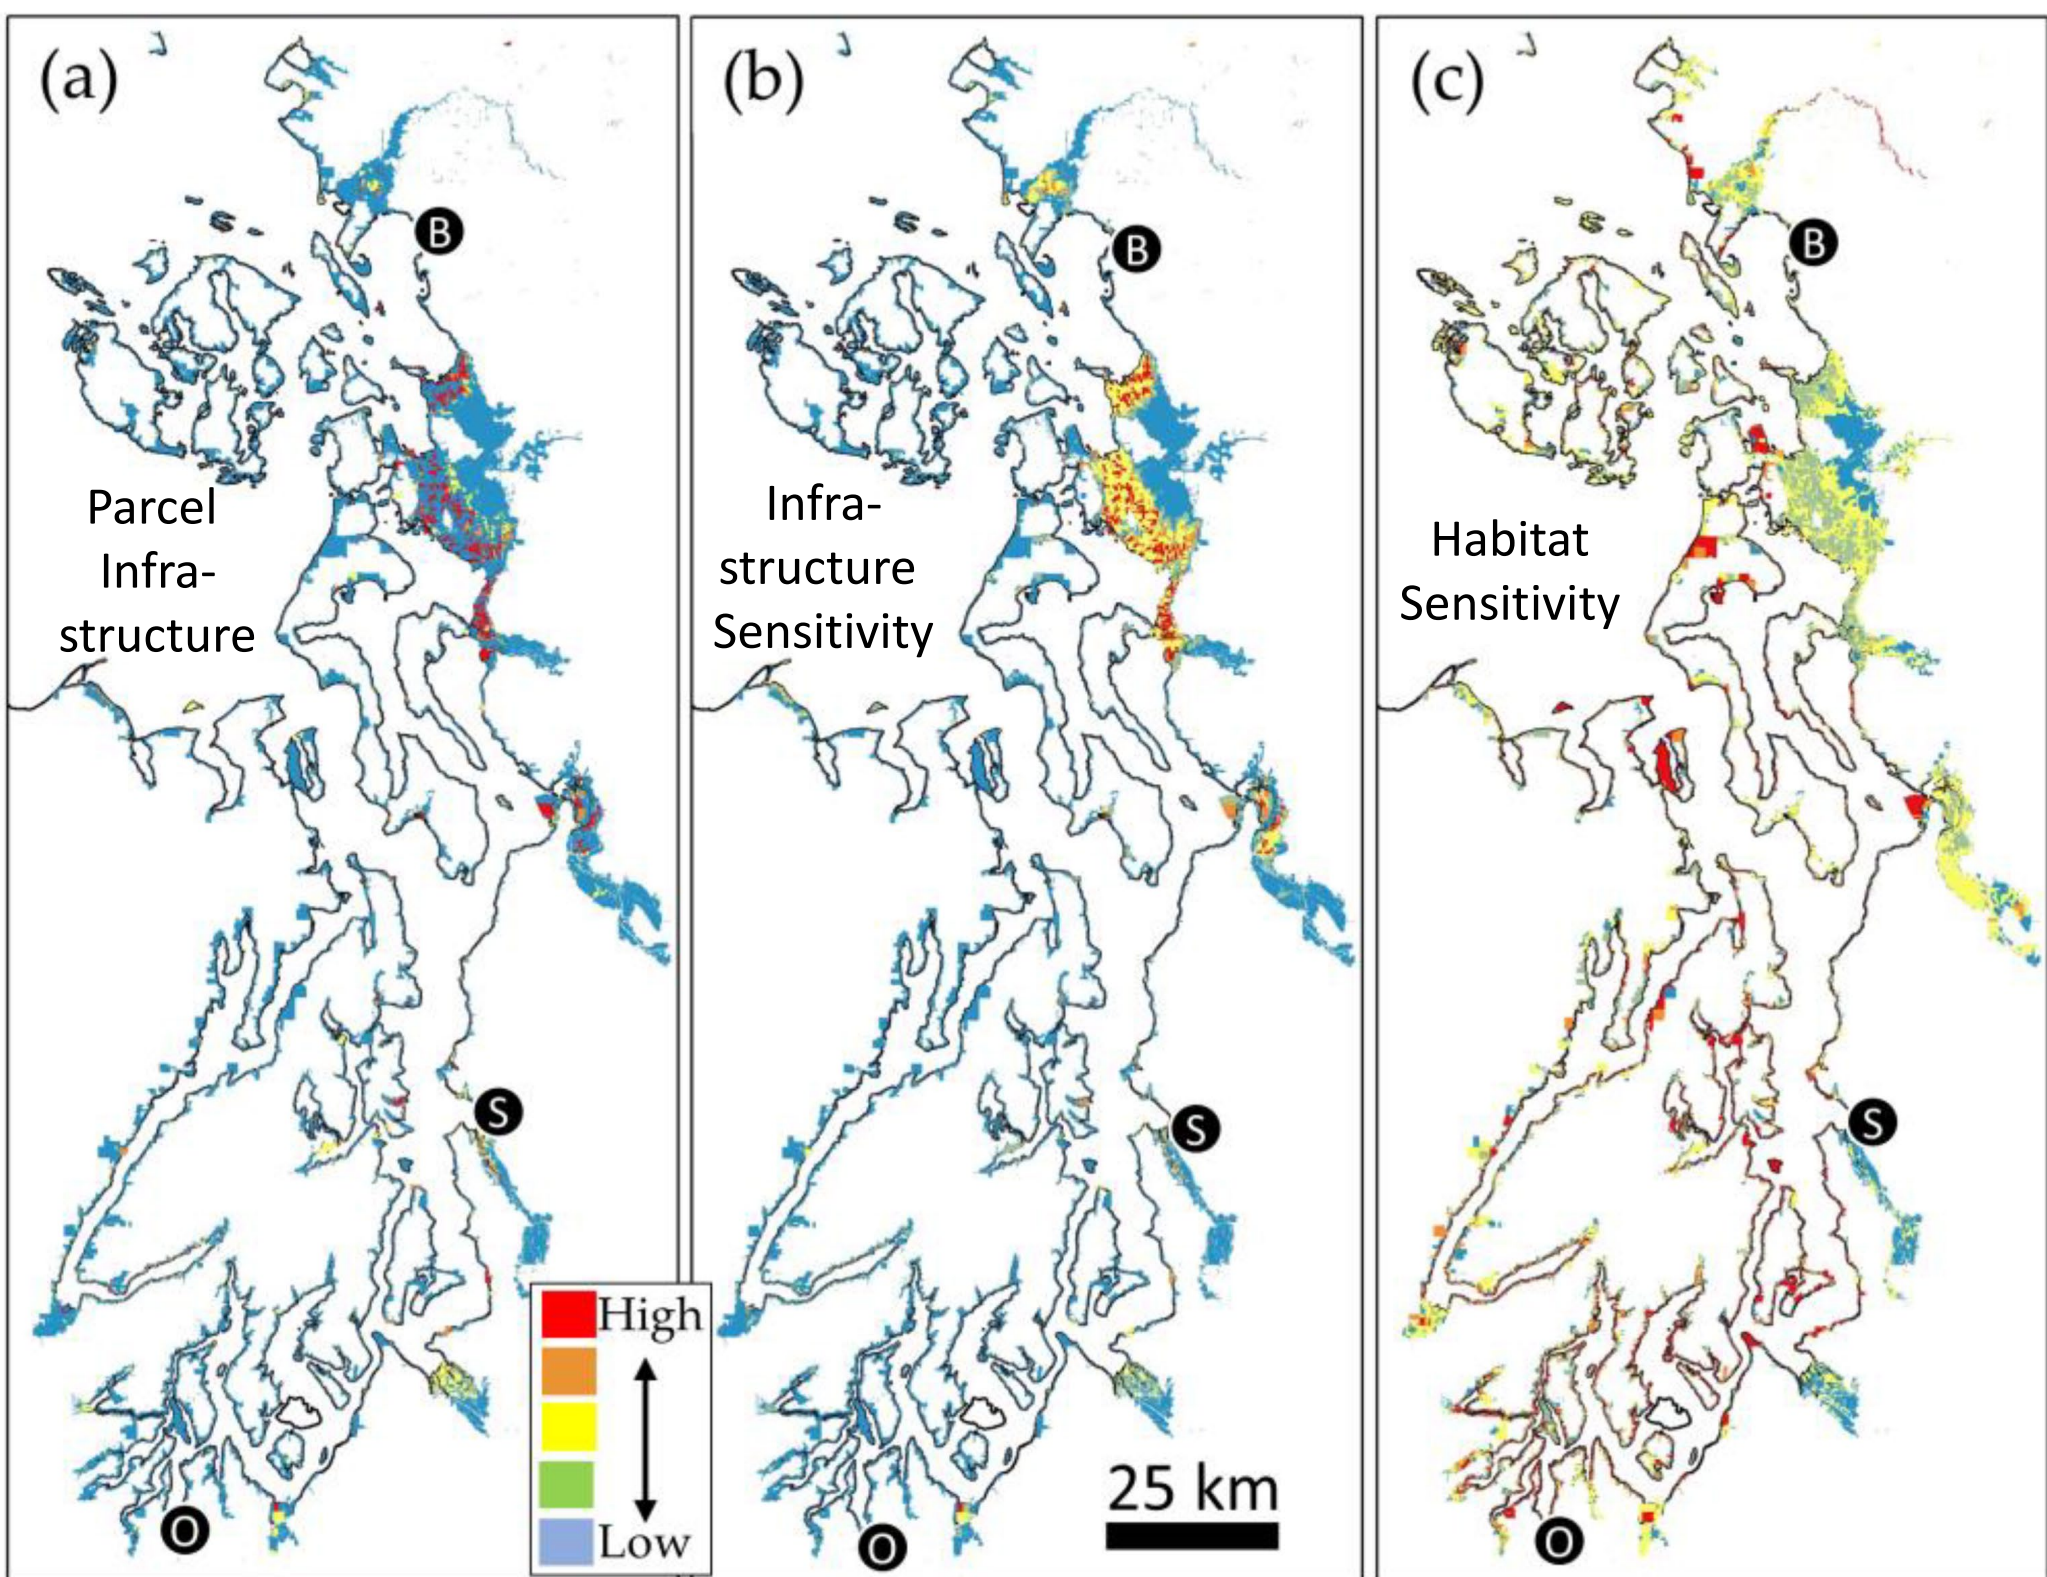 (a)
(b)
(c)
B
B
B
Parcel
Infra-
structure
Infra-
structure
Sensitivity
Habitat
Sensitivity
S
S
S
High
Low
25 km
O
O
O